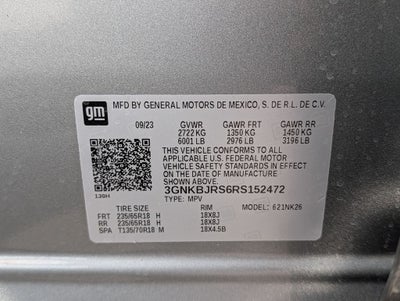 gm MFD BY GENERAL MOTORS DE MEXICO, S. DE R.L. DE C.V.
09/23 GVWR GAWR FRT GAWR RR
2722 KG 1350 KG 1450 KG
6001 LB 2976 LB 3196 LB
THIS VEHICLE CONFORMS TO ALL
APPLICABLE U.S. FEDERAL MOTOR
VEHICLE SAFETY STANDARDS IN EFFECT
ON THE DATE OF MANUFACTURE
SHOWN ABOVE.
3GNKBJRS6RS152472
TYPE: MPV MODEL: 621NK26
TIRE SIZE RIM
FRT 235/65R18 H 18X8J
RR 235/65R18 H 18X8J
SPA T135/70R18 M 18X4.5B